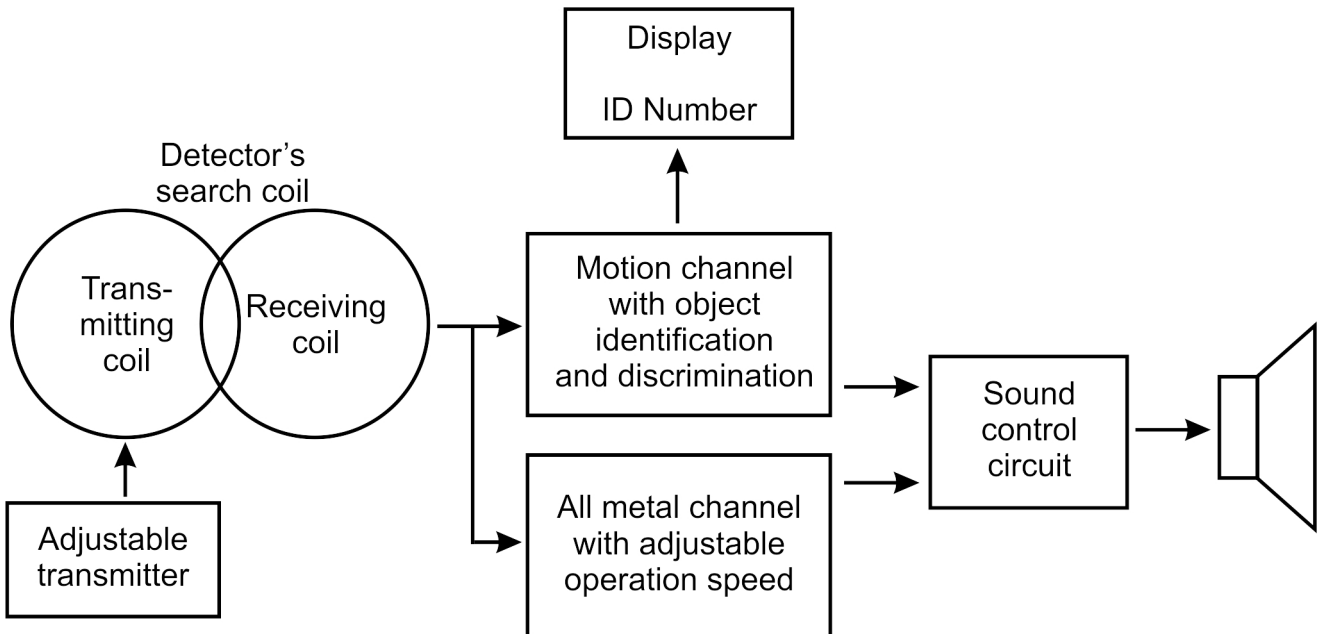 Display
ID Number
Detector’s
search coil
Trans-
mitting
coil
Receiving
coil
Motion channel
with object
identification
and discrimination
Sound
control
circuit
All metal channel
with adjustable
operation speed
Adjustable
transmitter